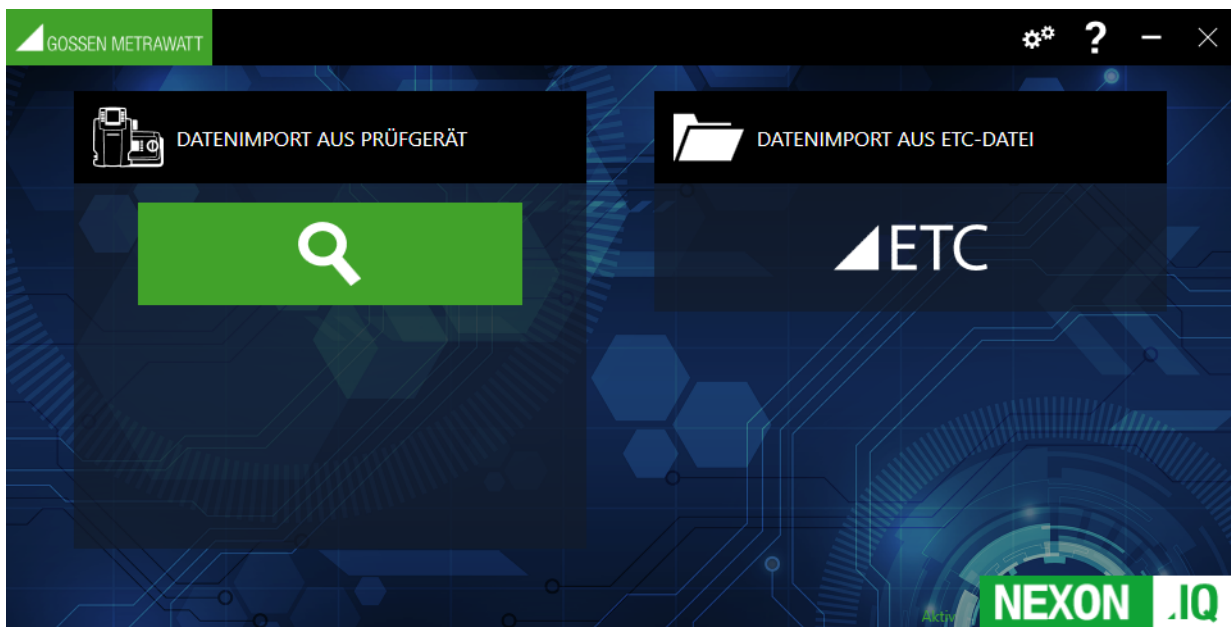 GOSSEN METRAWATT
?
DATENIMPORT AUS PRÜFGERÄT
DATENIMPORT AUS ETC-DATEI
ETC
Aktiv
NEXON .IQ